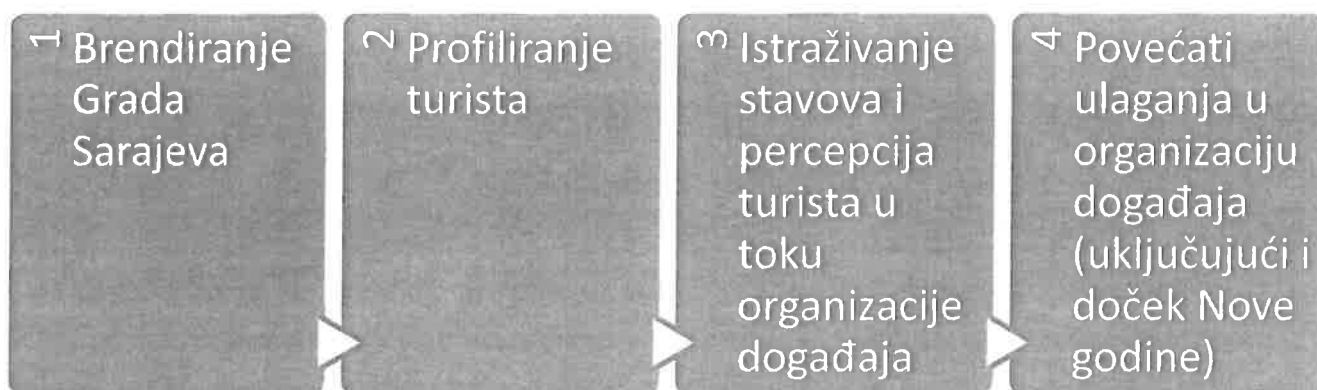 1 Brendiranje
Grada
Sarajeva
2 Profiliranje
turista
3 Istraživanje
stavova i
percepcija
turista u
toku
organizacije
događaja
4 Povećati
ulaganja u
organizaciju
događaja
(uključujući i
doček Nove
godine)